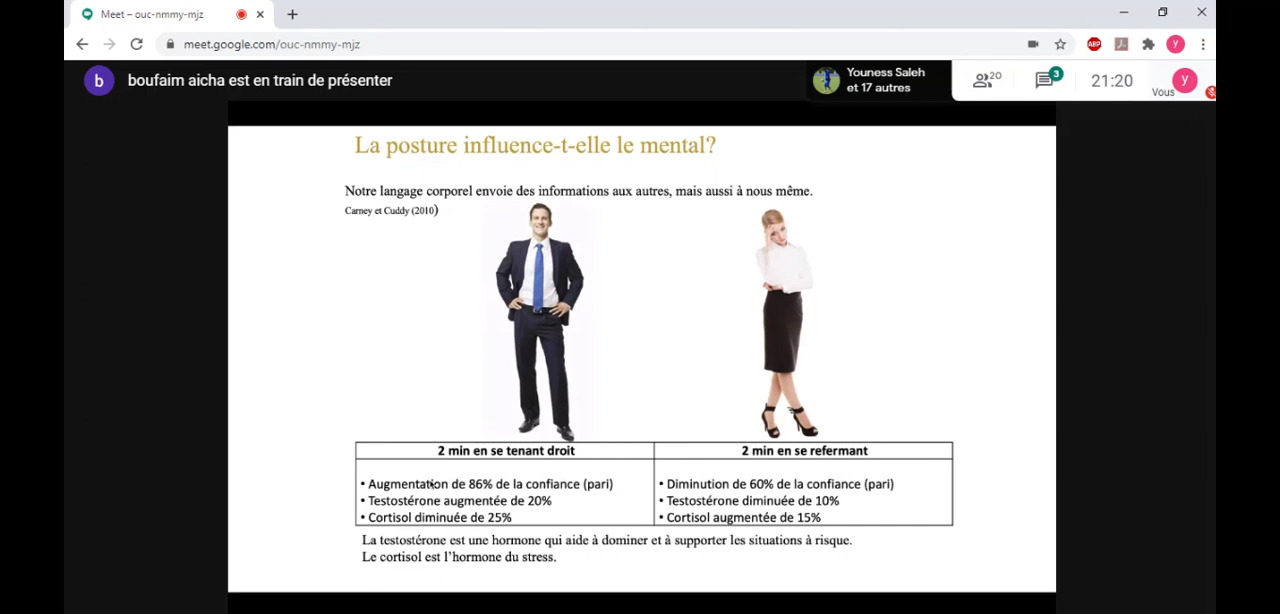 Meet – ouc-nmmy-mjz
meet.google.com/ouc-nmmy-mjz
ABP
y
b
boufaim aicha est en train de présenter
Youness Saleh
et 17 autres
20
3
21:20
Vous
y
La posture influence-t-elle le mental?
Notre langage corporel envoie des informations aux autres, mais aussi à nous même.
Carney et Cuddy (2010)
2 min en se tenant droit
• Augmentation de 86% de la confiance (pari)
• Testostérone augmentée de 20%
• Cortisol diminuée de 25%
2 min en se refermant
• Diminution de 60% de la confiance (pari)
• Testostérone diminuée de 10%
• Cortisol augmentée de 15%
La testostérone est une hormone qui aide à dominer et à supporter les situations à risque.
Le cortisol est l’hormone du stress.